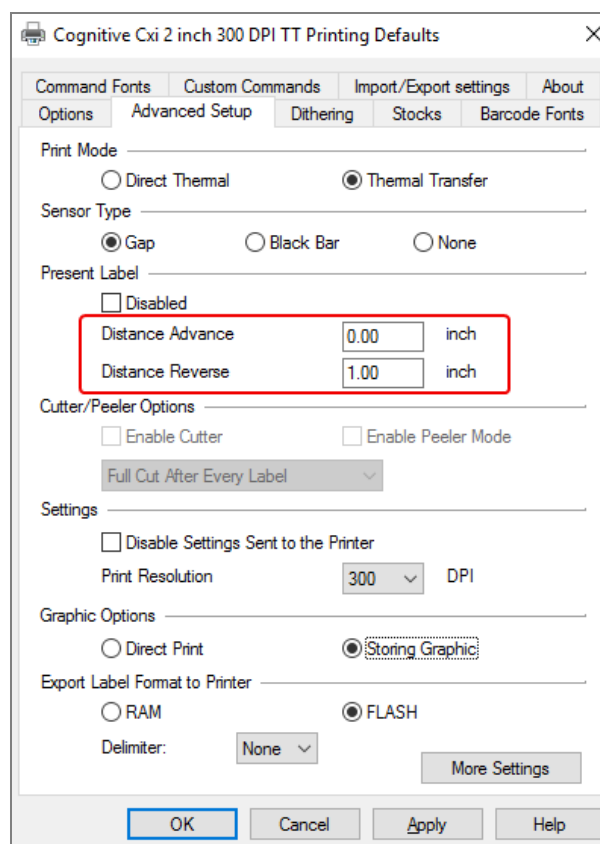 Cognitive Cxi 2 inch 300 DPI TT Printing Defaults
Command Fonts Custom Commands Import/Export settings About
Options Advanced Setup Dithering Stocks Barcode Fonts
Print Mode
Direct Thermal Thermal Transfer
Sensor Type
Gap Black Bar None
Present Label
Disabled
Distance Advance 0.00 inch
Distance Reverse 1.00 inch
Cutter/Peeler Options
Enable Cutter Enable Peeler Mode
Full Cut After Every Label
Settings
Disable Settings Sent to the Printer
Print Resolution 300 DPI
Graphic Options
Direct Print Storing Graphic
Export Label Format to Printer
RAM FLASH
Delimiter: None
More Settings
OK Cancel Apply Help